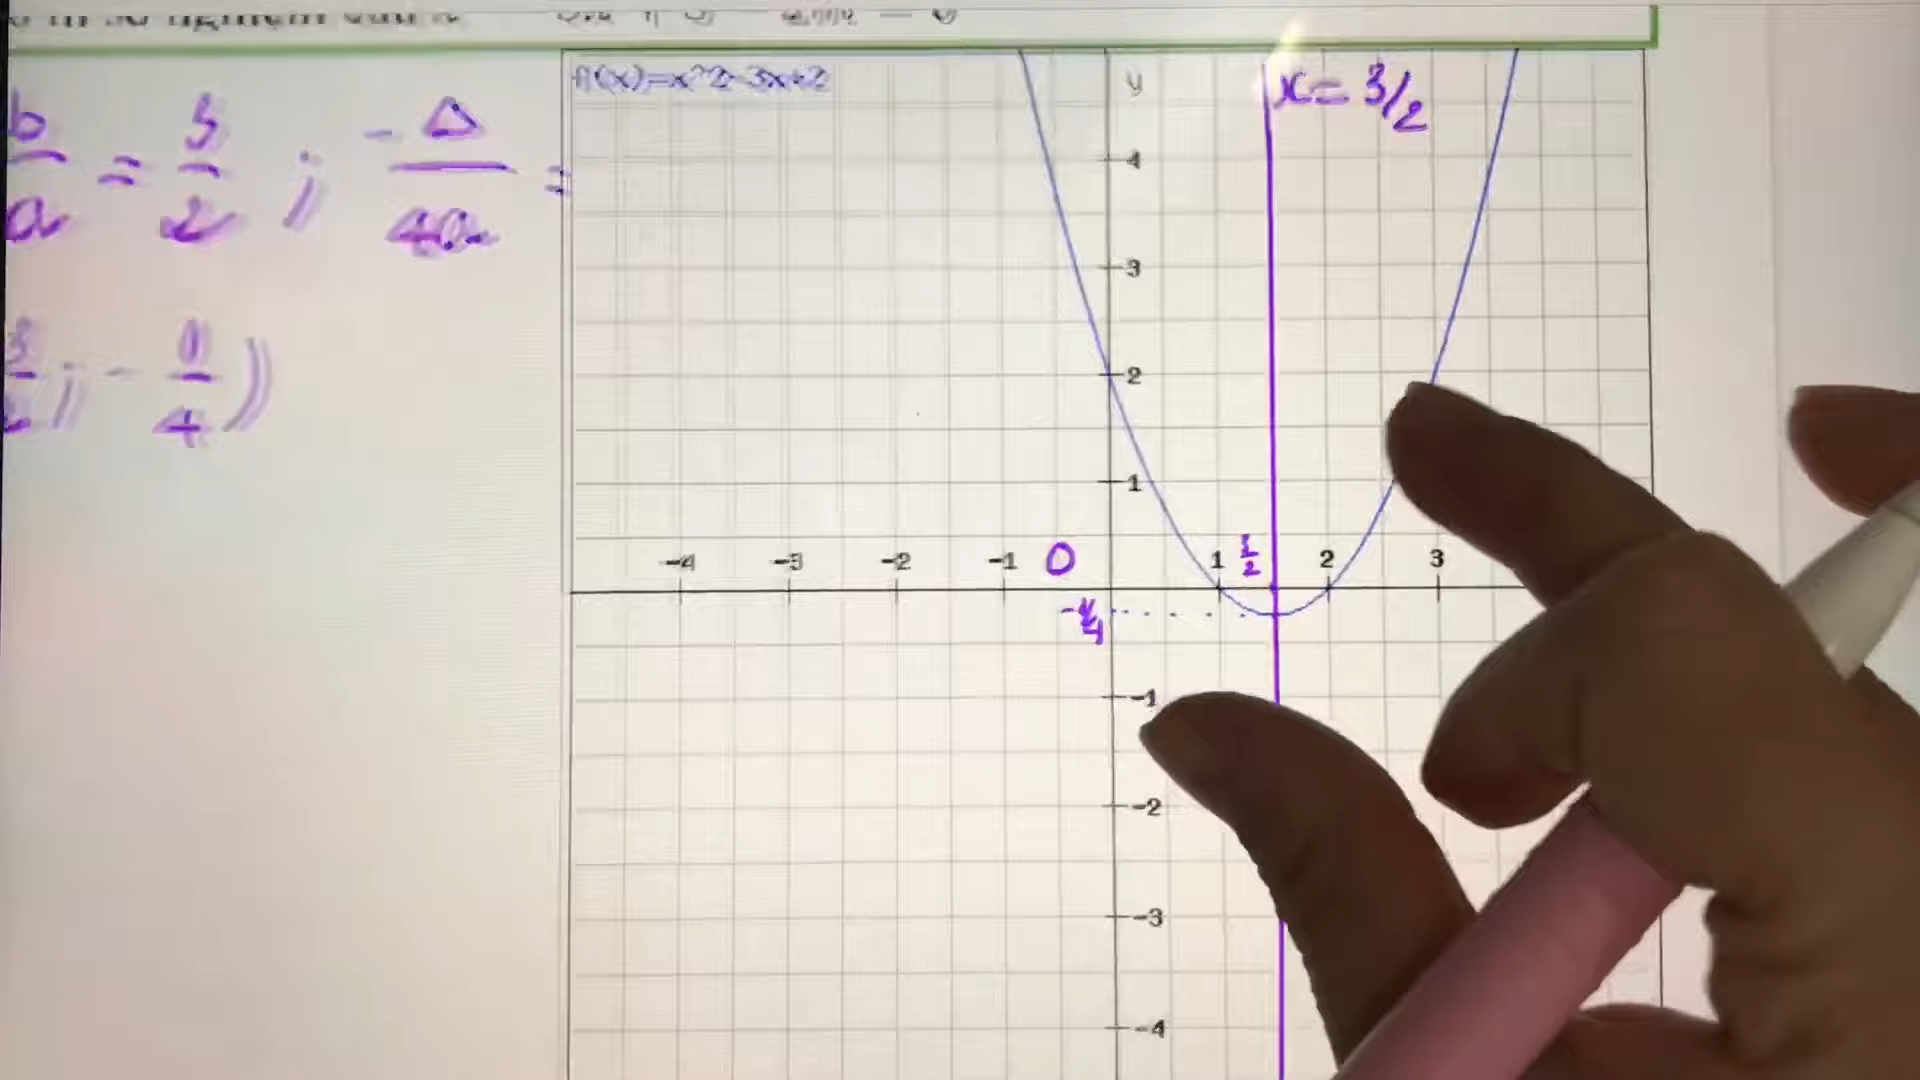 f(x)=x^2-3x+2
y
x = 3/2
b/a = 3/2 ; - Δ/4a =
3/2 ; - 1/4 )
4
3
2
1
-4 -3 -2 -1 O 1 3/2 2 3
-1/4
-1
-2
-3
-4